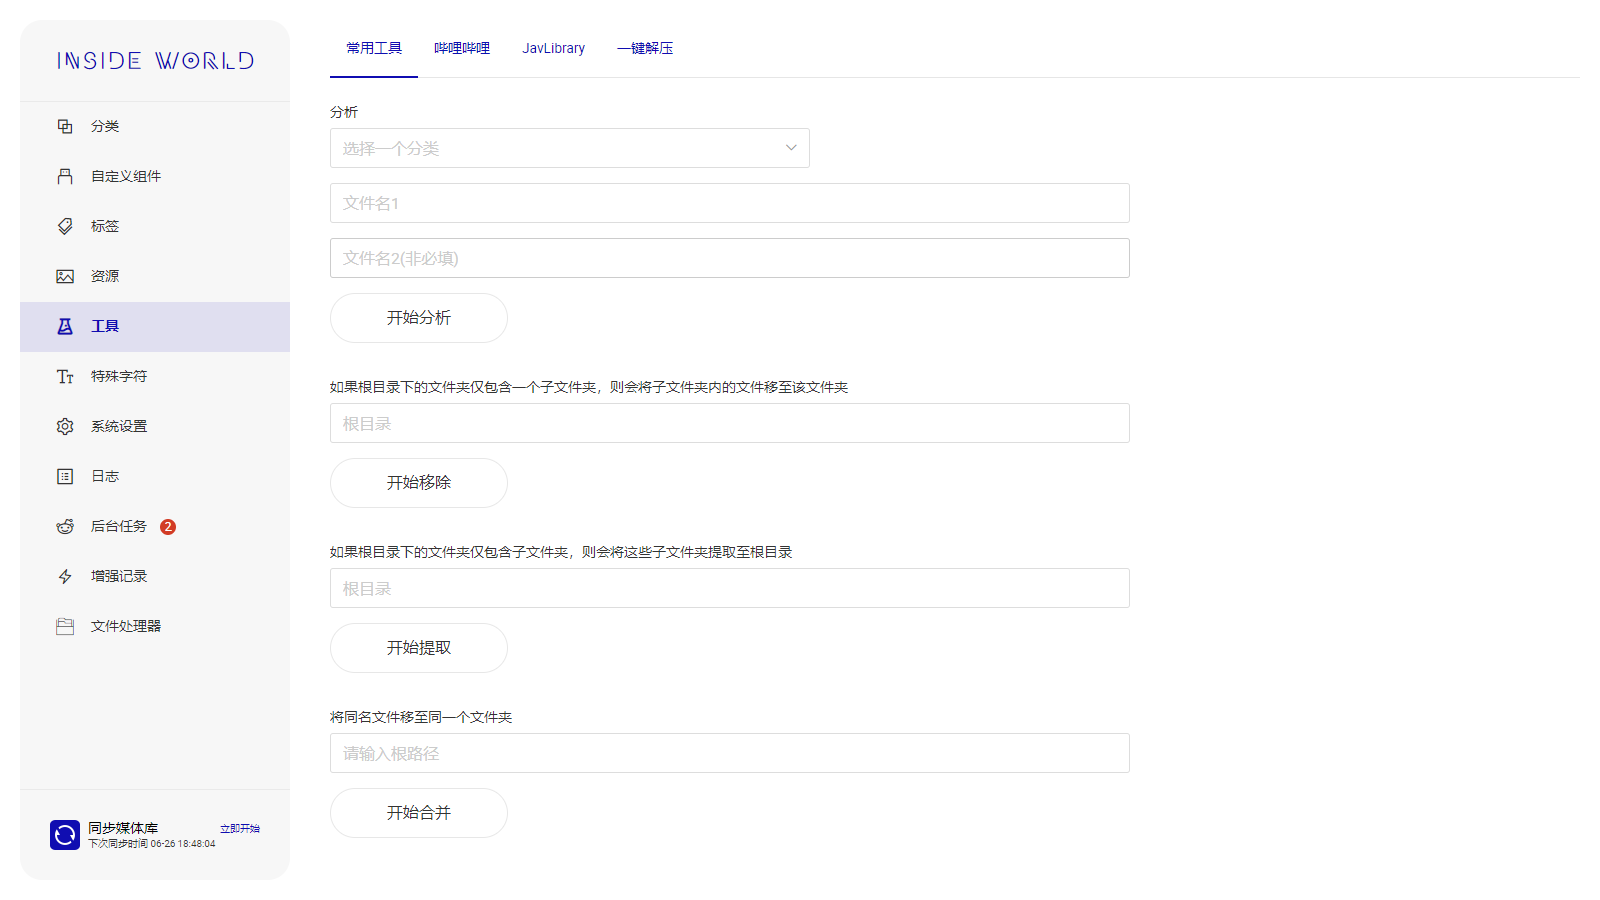 INSIDE WORLD
分类
自定义组件
标签
资源
工具
特殊字符
系统设置
日志
后台任务 2
增强记录
文件处理器
同步媒体库 立即开始
下次同步时间 06-26 18:48:04
常用工具 哔哩哔哩 JavLibrary 一键解压
分析
选择一个分类
文件名1
文件名2(非必填)
开始分析
如果根目录下的文件夹仅包含一个子文件夹，则会将子文件夹内的文件移至该文件夹
根目录
开始移除
如果根目录下的文件夹仅包含子文件夹，则会将这些子文件夹提取至根目录
根目录
开始提取
将同名文件移至同一个文件夹
请输入根路径
开始合并